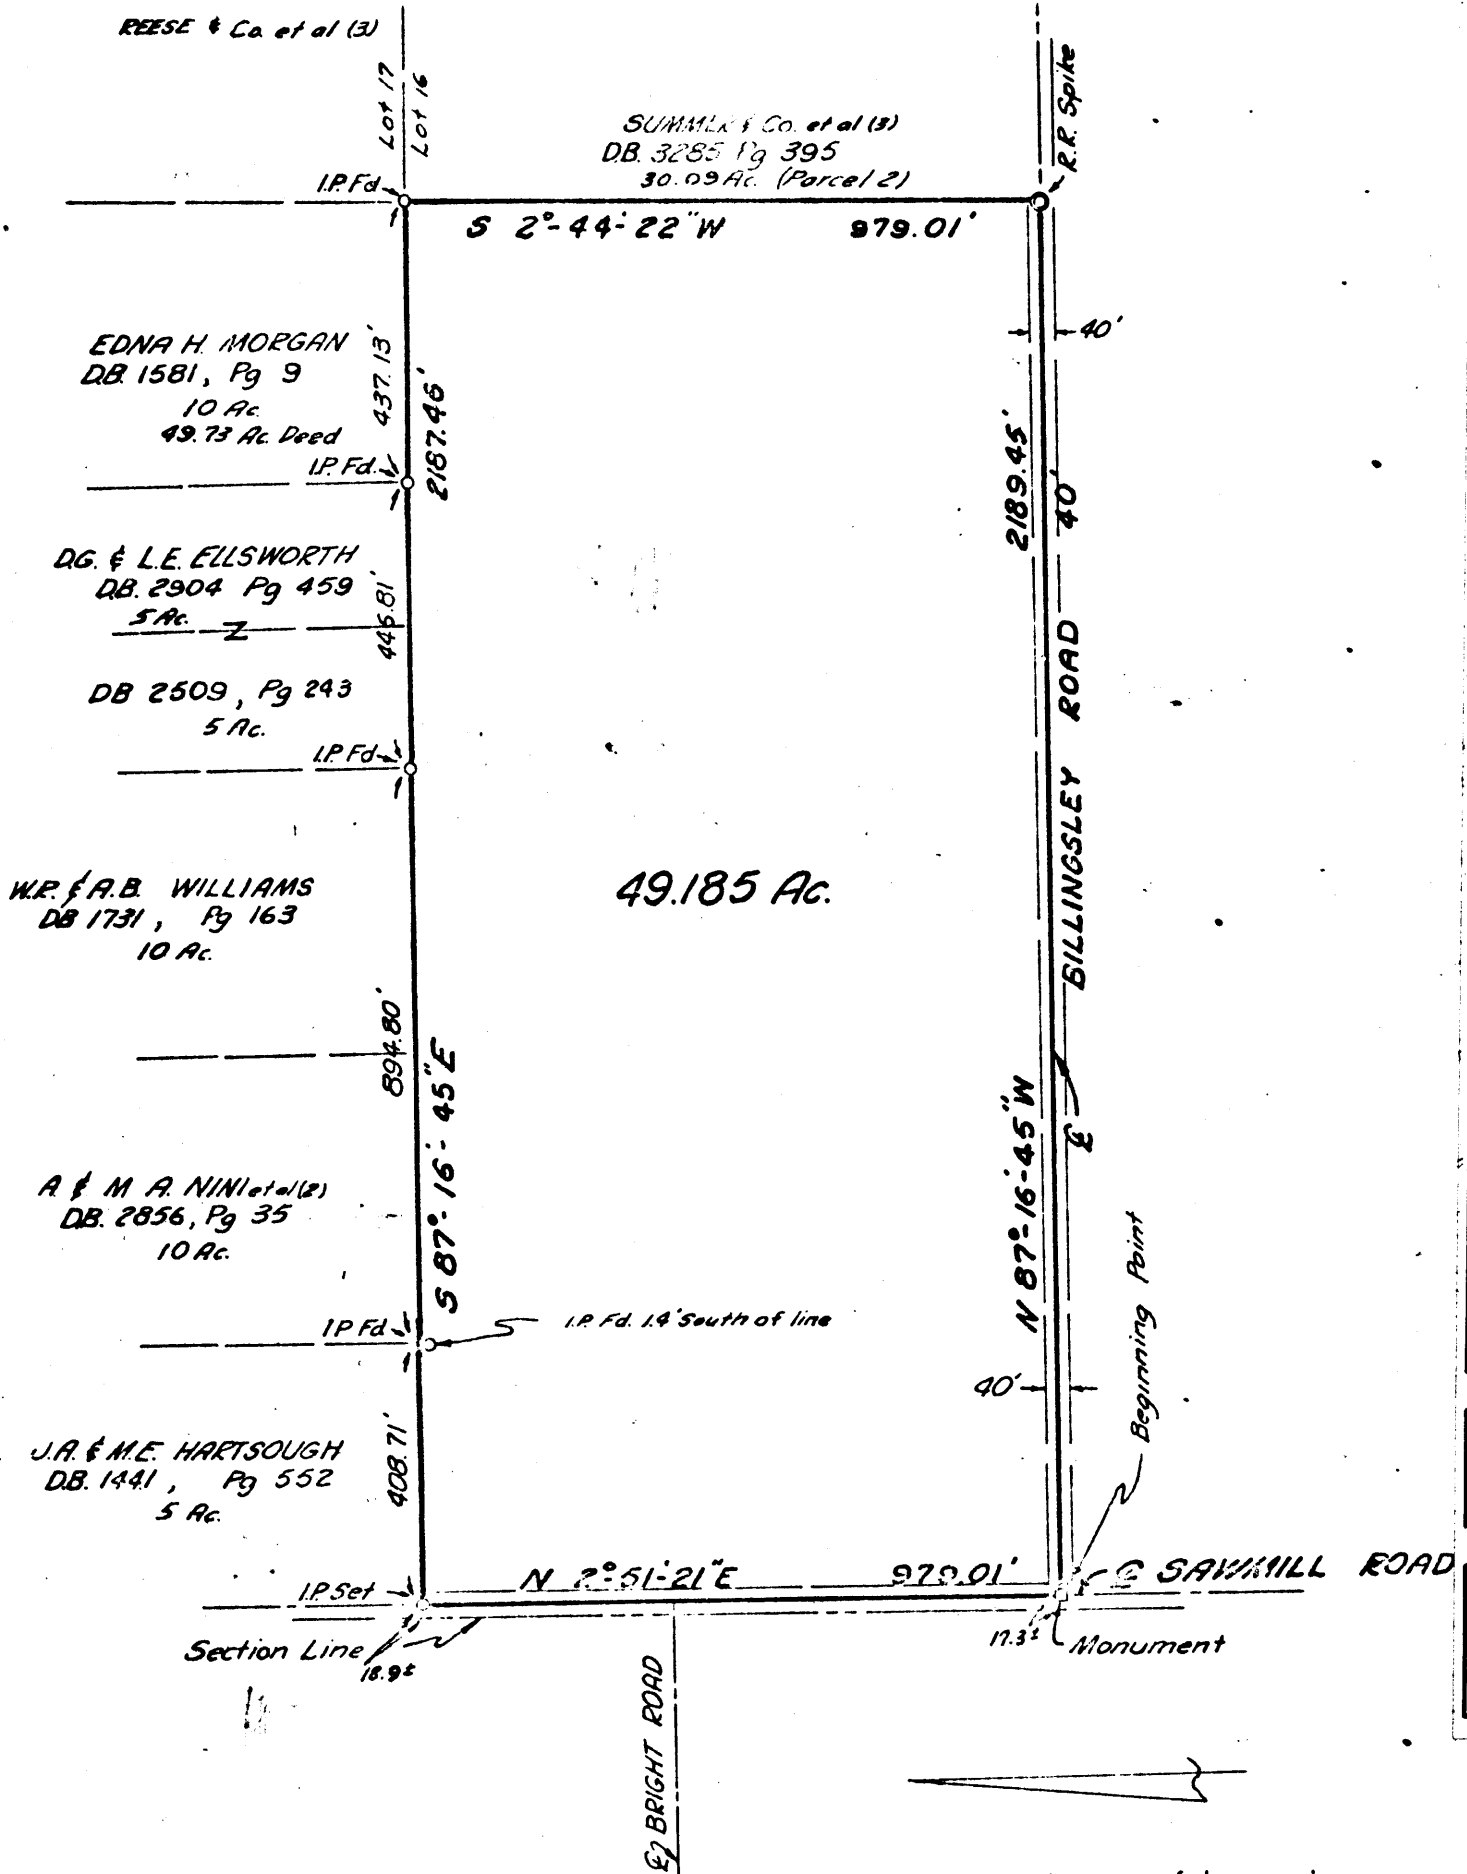 REESE & Co. et al (3)
Lot 17
Lot 16
R.R. Spike
Co. et al (3)
D.B. 3285 Pg 395
30.09 Ac. (Parcel 2)
I.P. Fd.
S 2°-44'-22" W 979.01'
40'
EDNA H. MORGAN
D.B. 1581, Pg 9
10 Ac.
49.73 Ac. Deed
437.13'
2187.46'
2189.45'
40'
I.P. Fd.
D.G. & L.E. ELLSWORTH
D.B. 2904 Pg 459
5 Ac.
Z
446.81'
DB 2509, Pg 243
5 Ac.
I.P. Fd.
BILLINGSLEY ROAD
W.P. & A.B. WILLIAMS
DB 1731, Pg 163
10 Ac.
49.185 Ac.
894.80'
S 87°-16'-45" E
N 87°-16'-45" W
℄
A. & M. A. NINI et al (2)
D.B. 2856, Pg 35
10 Ac.
Beginning Point
I.P. Fd.
I.P. Fd. 1.4' South of line
40'
J.A. & M.E. HARTSOUGH
D.B. 1441, Pg 552
5 Ac.
408.71'
I.P. Set
N 2°-51'-21" E 979.01'
℄ SAWMILL ROAD
Section Line
18.9±
17.3±
Monument
℄ BRIGHT ROAD